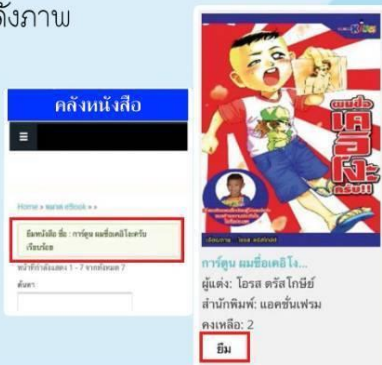 ดังภาพ
คลังหนังสือ
Home » หมวด eBook » »
ยืมหนังสือ ชื่อ : การ์ตูน ผมชื่อเคอิโงะครับ
เรียบร้อย
หน้าที่กำลังแสดง 1 - 7 จากทั้งหมด 7
ค้นหา
ผมชื่อ
เคอิโงะ
ครับ!!
การ์ตูน ผมชื่อเคอิโง...
ผู้แต่ง: โอรส ดรัสโกษีย์
สำนักพิมพ์: แอคชั่นเฟรม
คงเหลือ: 2
ยืม